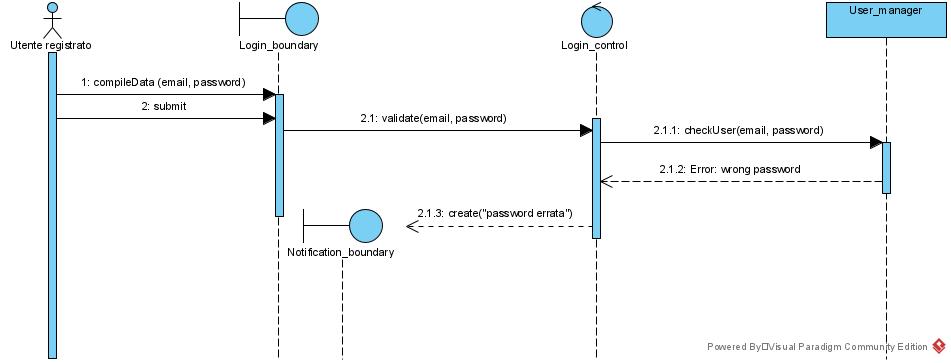 Utente registrato
Login_boundary
Login_control
User_manager
1: compileData (email, password)
2: submit
2.1: validate(email, password)
2.1.1: checkUser(email, password)
2.1.2: Error: wrong password
2.1.3: create("password errata")
Notification_boundary
Powered By□Visual Paradigm Community Edition